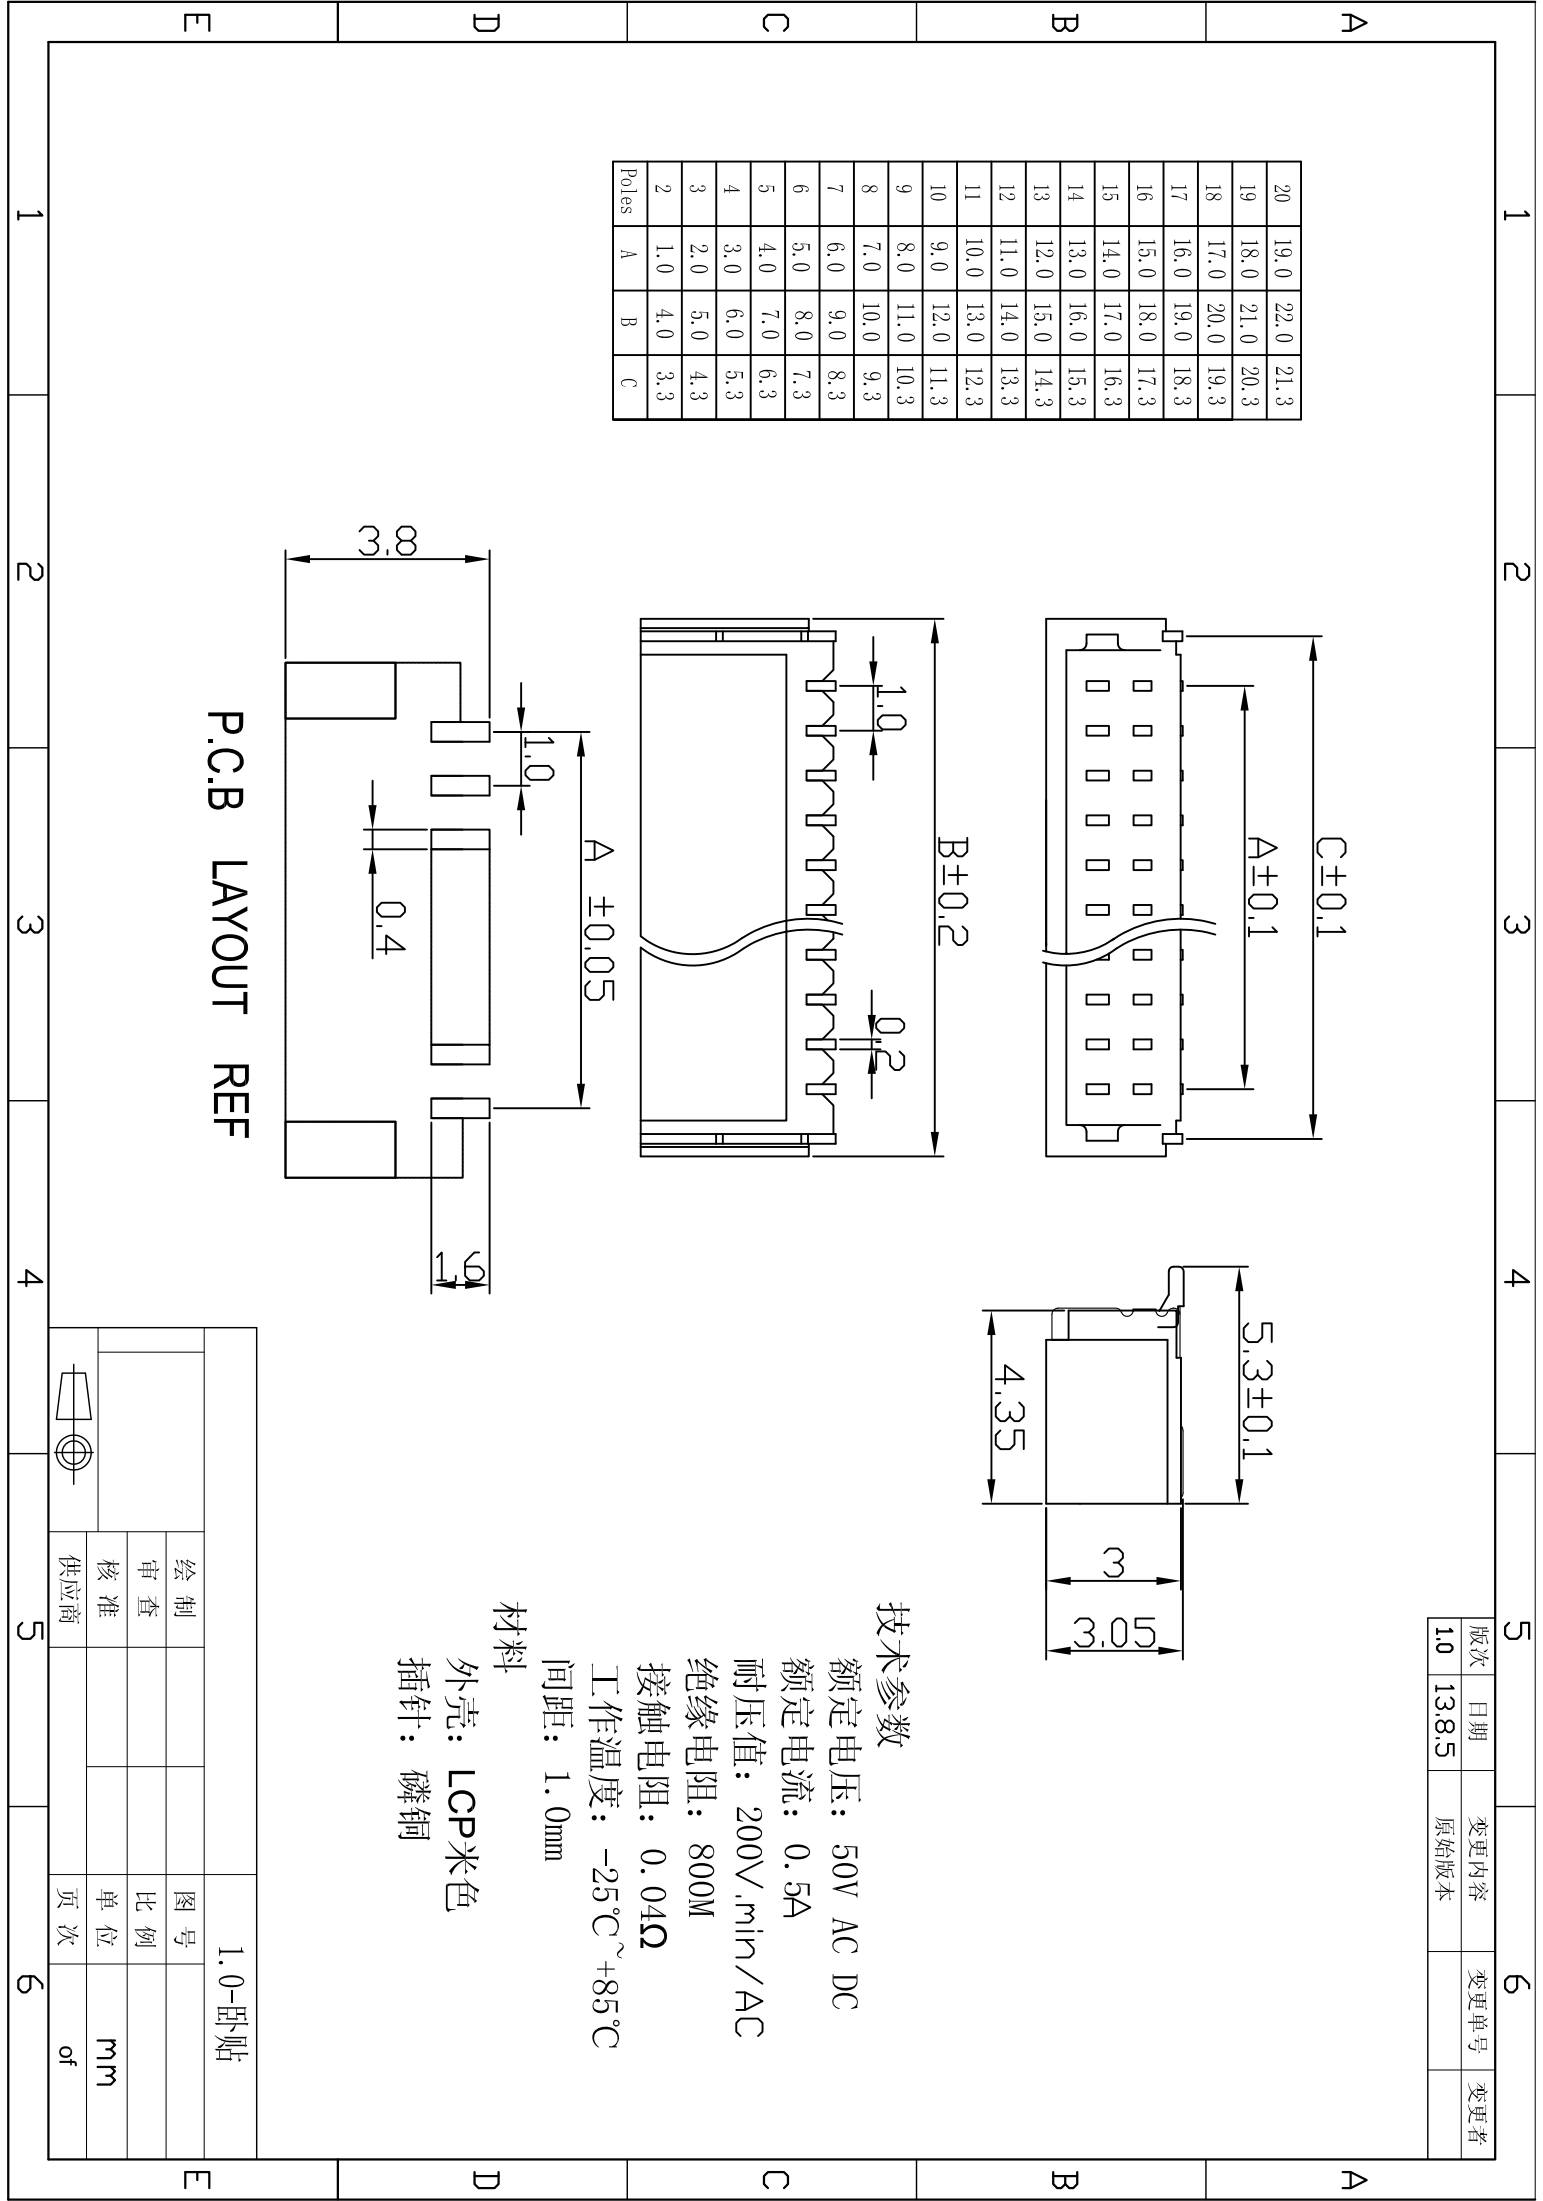 1 2 3 4 5 6
A
B
C
D
E
版次 日期 变更内容 变更单号 变更者
1.0 13.8.5 原始版本
20 19.0 22.0 21.3
19 18.0 21.0 20.3
18 17.0 20.0 19.3
17 16.0 19.0 18.3
16 15.0 18.0 17.3
15 14.0 17.0 16.3
14 13.0 16.0 15.3
13 12.0 15.0 14.3
12 11.0 14.0 13.3
11 10.0 13.0 12.3
10 9.0 12.0 11.3
9 8.0 11.0 10.3
8 7.0 10.0 9.3
7 6.0 9.0 8.3
6 5.0 8.0 7.3
5 4.0 7.0 6.3
4 3.0 6.0 5.3
3 2.0 5.0 4.3
2 1.0 4.0 3.3
Poles A B C
C±0.1
A±0.1
5.3±0.1
4.35
3
3.05
B±0.2
1.0
0.2
A ±0.05
1.0
0.4
3.8
1.6
P.C.B LAYOUT REF
技术参数
额定电压: 50V AC DC
额定电流: 0.5A
耐压值: 200V.min/AC
绝缘电阻: 800M
接触电阻: 0.04Ω
工作温度: -25℃~+85℃
间距: 1.0mm
材料
外壳: LCP米色
插针: 磷铜
1.0-卧贴
绘制 图号
审查 比例
核准 单位 mm
供应商 页次 of
A
B
C
D
E
1 2 3 4 5 6